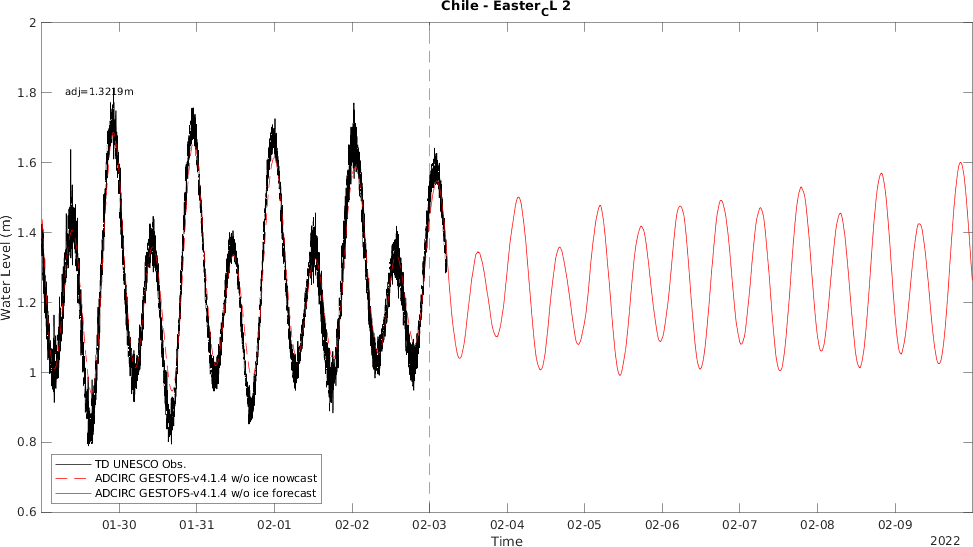 Chile - Easter_CL 2
2
1.8
1.6
1.4
1.2
1
0.8
0.6
Water Level (m)
adj=1.3219m
TD UNESCO Obs.
ADCIRC GESTOFS-v4.1.4 w/o ice nowcast
ADCIRC GESTOFS-v4.1.4 w/o ice forecast
01-30 01-31 02-01 02-02 02-03 02-04 02-05 02-06 02-07 02-08 02-09
Time
2022